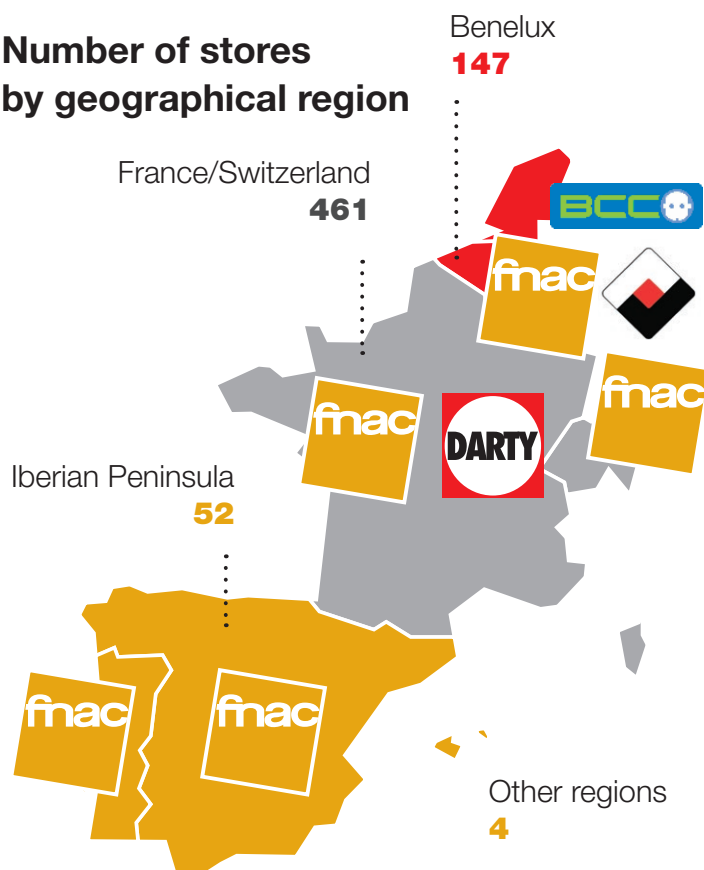 Number of stores
by geographical region
Benelux
147
France/Switzerland
461
BCC
fnac
fnac
fnac
DARTY
Iberian Peninsula
52
fnac
fnac
Other regions
4